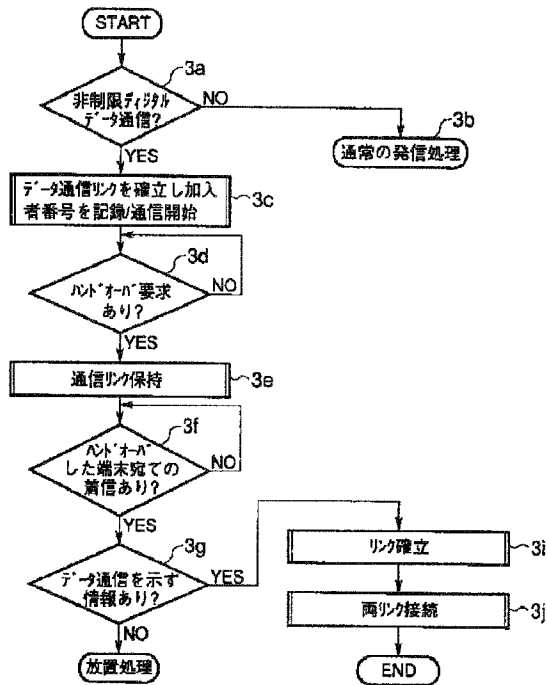 START
3a
非制限ディジタル
データ通信?
NO
3b
通常の発信処理
YES
データ通信リンクを確立し加入
者番号を記録/通信開始
3c
3d
ハンドオーバ要求
あり?
NO
YES
通信リンク保持
3e
3f
ハンドオーバ
した端末宛ての
着信あり?
NO
YES
3g
データ通信を示す
情報あり?
YES
リンク確立
3i
両リンク接続
3j
NO
放置処理
END